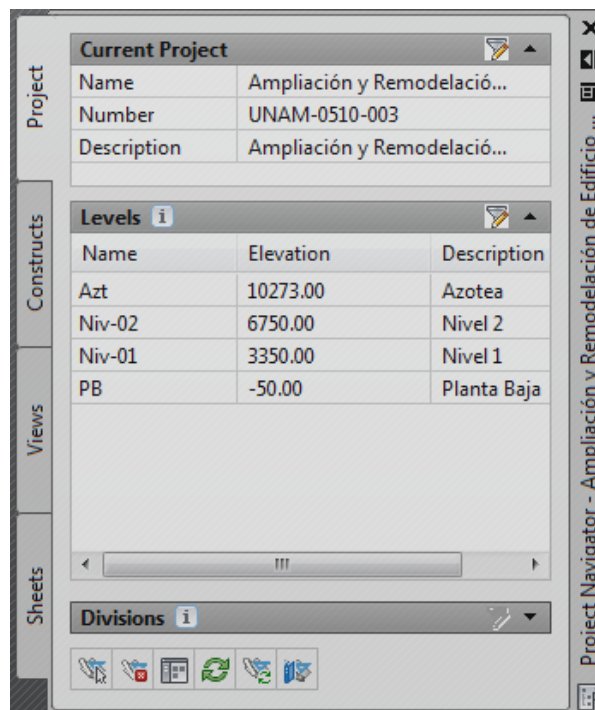 Current Project
Name Ampliación y Remodelació...
Number UNAM-0510-003
Description Ampliación y Remodelació...
Levels
Name Elevation Description
Azt 10273.00 Azotea
Niv-02 6750.00 Nivel 2
Niv-01 3350.00 Nivel 1
PB -50.00 Planta Baja
Divisions
Project
Constructs
Views
Sheets
Project Navigator - Ampliación y Remodelación de Edificio ...